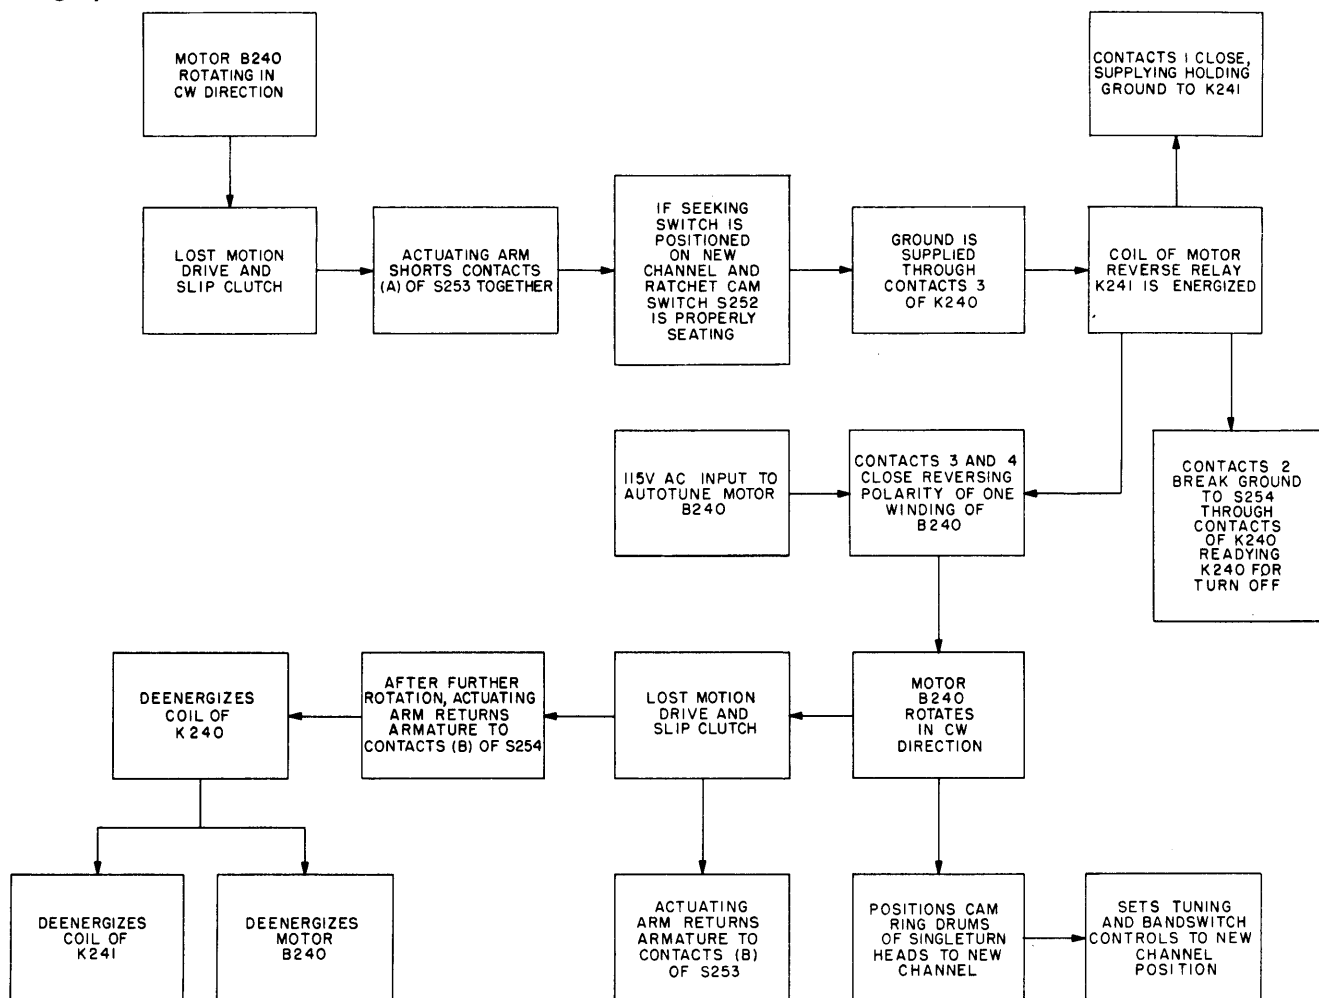 MOTOR B240
ROTATING IN
CW DIRECTION
CONTACTS 1 CLOSE,
SUPPLYING HOLDING
GROUND TO K241
LOST MOTION
DRIVE AND
SLIP CLUTCH
ACTUATING ARM
SHORTS CONTACTS
(A) OF S253 TOGETHER
IF SEEKING
SWITCH IS
POSITIONED
ON NEW
CHANNEL AND
RATCHET CAM
SWITCH S252
IS PROPERLY
SEATING
GROUND IS
SUPPLIED
THROUGH
CONTACTS 3
OF K240
COIL OF MOTOR
REVERSE RELAY
K241 IS ENERGIZED
115V AC INPUT TO
AUTOTUNE MOTOR
B240
CONTACTS 3 AND 4
CLOSE REVERSING
POLARITY OF ONE
WINDING OF
B240
CONTACTS 2
BREAK GROUND
TO S254
THROUGH
CONTACTS
OF K240
READYING
K240 FOR
TURN OFF
DEENERGIZES
COIL OF
K240
AFTER FURTHER
ROTATION, ACTUATING
ARM RETURNS
ARMATURE TO
CONTACTS (B) OF S254
LOST MOTION
DRIVE AND
SLIP CLUTCH
MOTOR
B240
ROTATES
IN CW
DIRECTION
DEENERGIZES
COIL OF
K241
DEENERGIZES
MOTOR
B240
ACTUATING
ARM RETURNS
ARMATURE TO
CONTACTS (B)
OF S253
POSITIONS CAM
RING DRUMS
OF SINGLETURN
HEADS TO NEW
CHANNEL
SETS TUNING
AND BANDSWITCH
CONTROLS TO NEW
CHANNEL
POSITION